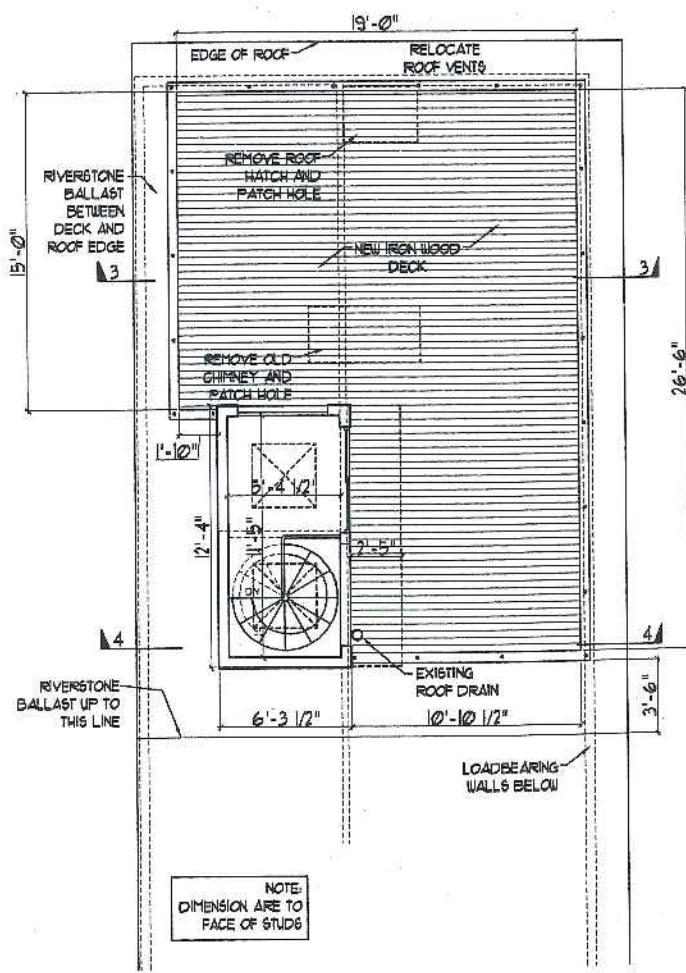 19'-0"
EDGE OF ROOF
RELOCATE
ROOF VENTS
REMOVE ROOF
HATCH AND
PATCH HOLE
RIVERSTONE
BALLAST
BETWEEN
DECK AND
ROOF EDGE
15'-0"
NEW IRON WOOD
DECK
3
3
26'-6"
REMOVE OLD
CHIMNEY AND
PATCH HOLE
1'-10"
5'-4 1/2"
12'-4"
11'-5"
2'-5"
DN
4
4
EXISTING
ROOF DRAIN
RIVERSTONE
BALLAST UP TO
THIS LINE
6'-3 1/2"
10'-10 1/2"
3'-6"
LOADBEARING
WALLS BELOW
NOTE:
DIMENSION ARE TO
FACE OF STUDS